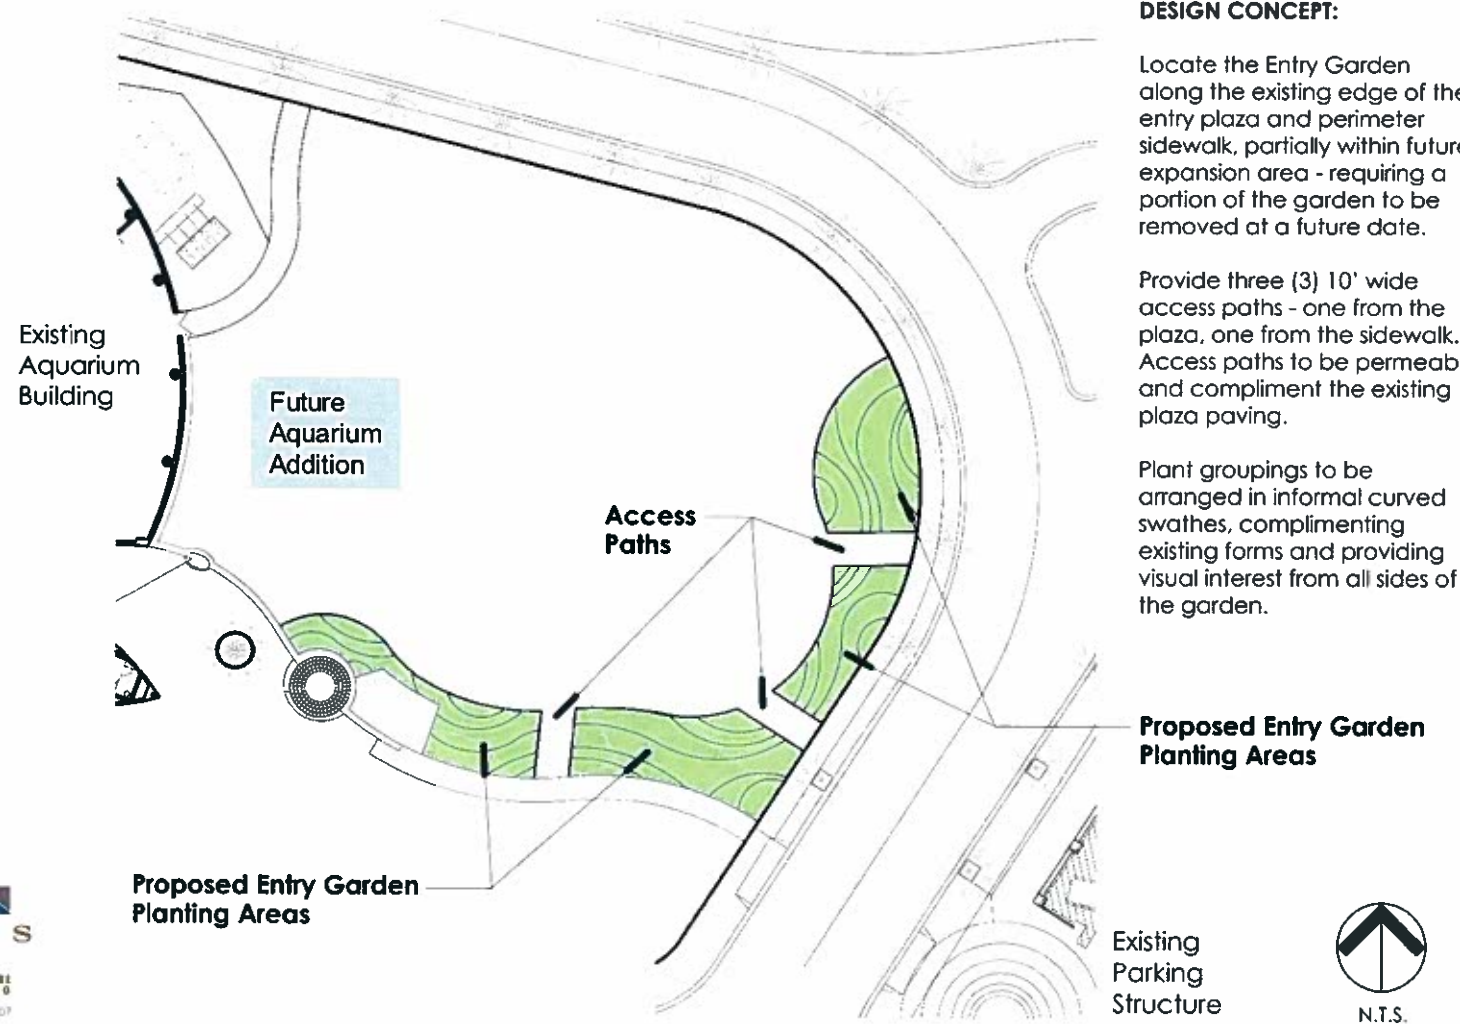 DESIGN CONCEPT:
Locate the Entry Garden
along the existing edge of the
entry plaza and perimeter
sidewalk, partially within future
expansion area - requiring a
portion of the garden to be
removed at a future date.
Provide three (3) 10' wide
access paths - one from the
plaza, one from the sidewalk.
Access paths to be permeab
and compliment the existing
plaza paving.
Plant groupings to be
arranged in informal curved
swathes, complimenting
existing forms and providing
visual interest from all sides of
the garden.
Existing
Aquarium
Building
Future
Aquarium
Addition
Access
Paths
Proposed Entry Garden
Planting Areas
Proposed Entry Garden
Planting Areas
Existing
Parking
Structure
N.T.S.
S